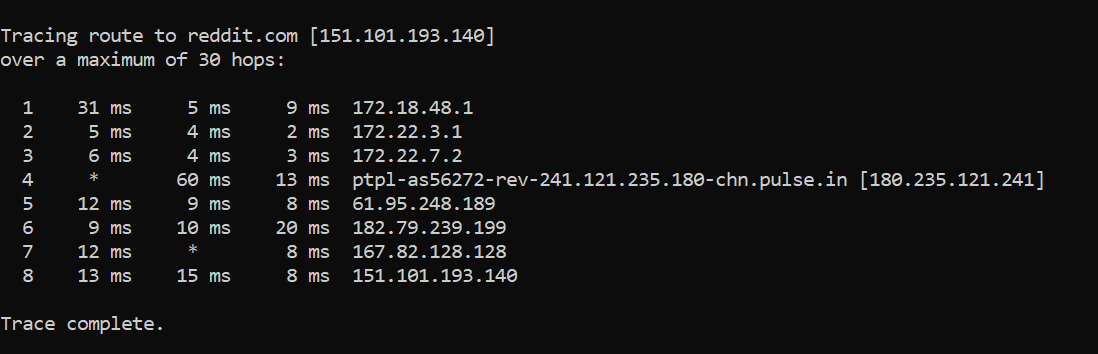 Tracing route to reddit.com [151.101.193.140]
over a maximum of 30 hops:
1 31 ms 5 ms 9 ms 172.18.48.1
2 5 ms 4 ms 2 ms 172.22.3.1
3 6 ms 4 ms 3 ms 172.22.7.2
4 * 60 ms 13 ms ptpl-as56272-rev-241.121.235.180-chn.pulse.in [180.235.121.241]
5 12 ms 9 ms 8 ms 61.95.248.189
6 9 ms 10 ms 20 ms 182.79.239.199
7 12 ms * 8 ms 167.82.128.128
8 13 ms 15 ms 8 ms 151.101.193.140
Trace complete.